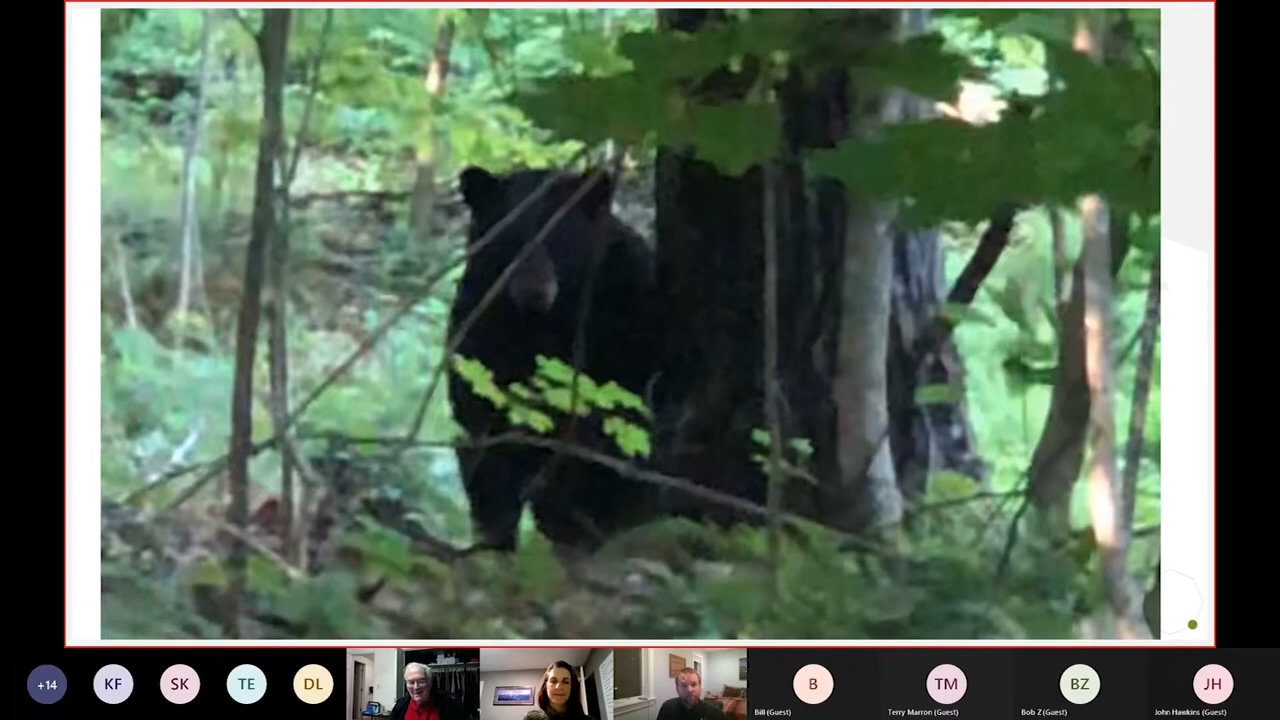 +14
KF
SK
TE
DL
B
Bill (Guest)
TM
Terry Marron (Guest)
BZ
Bob Z (Guest)
JH
John Hawkins (Guest)